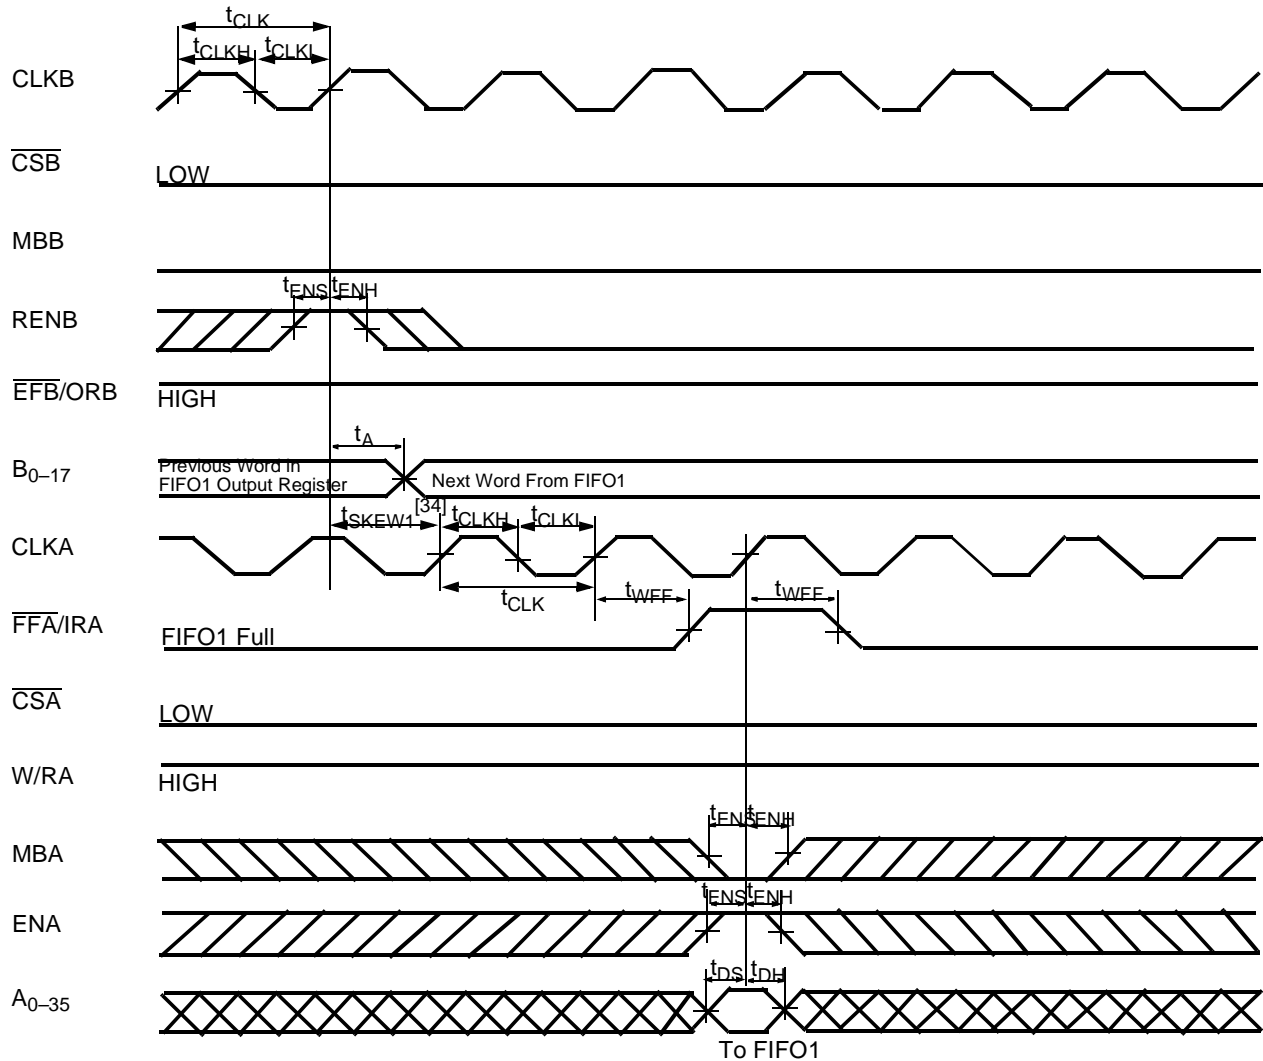 tCLK
tCLKH tCLKL
CLKB
CSB
LOW
MBB
tENS tENH
RENB
EFB/ORB
HIGH
tA
B0–17
Previous Word in
FIFO1 Output Register
Next Word From FIFO1
tSKEW1[34] tCLKH tCLKL
CLKA
tCLK
tWFF tWFF
FFA/IRA
FIFO1 Full
CSA
LOW
W/RA
HIGH
tENS tENH
MBA
tENS tENH
ENA
tDS tDH
A0–35
To FIFO1